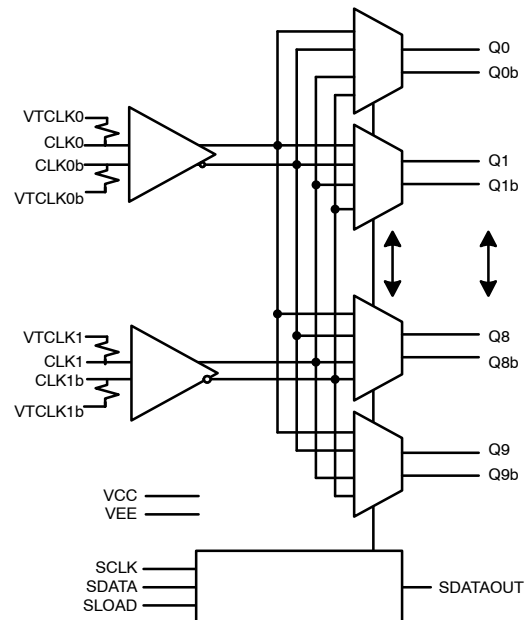 Q0
Q0b
VTCLK0
CLK0
CLK0b
VTCLK0b
Q1
Q1b
VTCLK1
CLK1
CLK1b
VTCLK1b
Q8
Q8b
Q9
Q9b
VCC
VEE
SCLK
SDATA
SLOAD
SDATAOUT